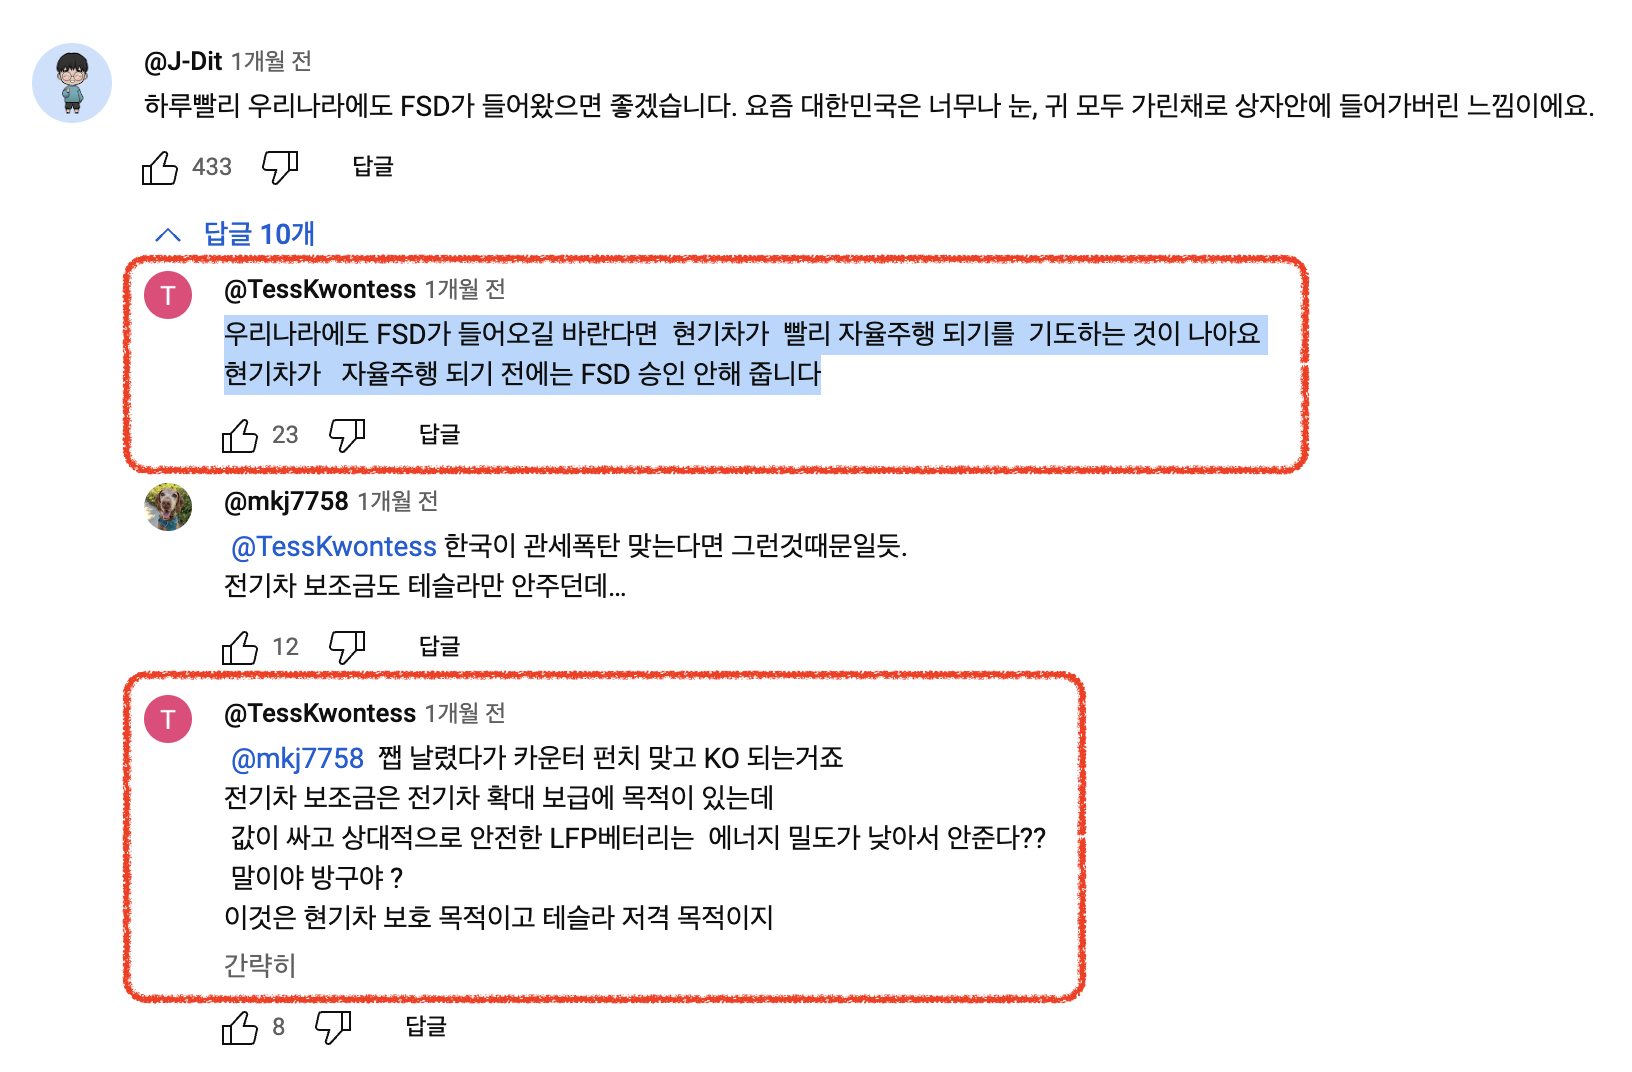 @J-Dit 1개월 전
하루빨리 우리나라에도 FSD가 들어왔으면 좋겠습니다. 요즘 대한민국은 너무나 눈, 귀 모두 가린채로 상자안에 들어가버린 느낌이에요.
433 답글
답글 10개
T @TessKwontess 1개월 전
우리나라에도 FSD가 들어오길 바란다면 현기차가 빨리 자율주행 되기를 기도하는 것이 나아요
현기차가 자율주행 되기 전에는 FSD 승인 안해 줍니다
23 답글
@mkj7758 1개월 전
@TessKwontess 한국이 관세폭탄 맞는다면 그런것때문일듯.
전기차 보조금도 테슬라만 안주던데...
12 답글
T @TessKwontess 1개월 전
@mkj7758 쨉 날렸다가 카운터 펀치 맞고 KO 되는거죠
전기차 보조금은 전기차 확대 보급에 목적이 있는데
값이 싸고 상대적으로 안전한 LFP베터리는 에너지 밀도가 낮아서 안준다??
말이야 방구야 ?
이것은 현기차 보호 목적이고 테슬라 저격 목적이지
간략히
8 답글